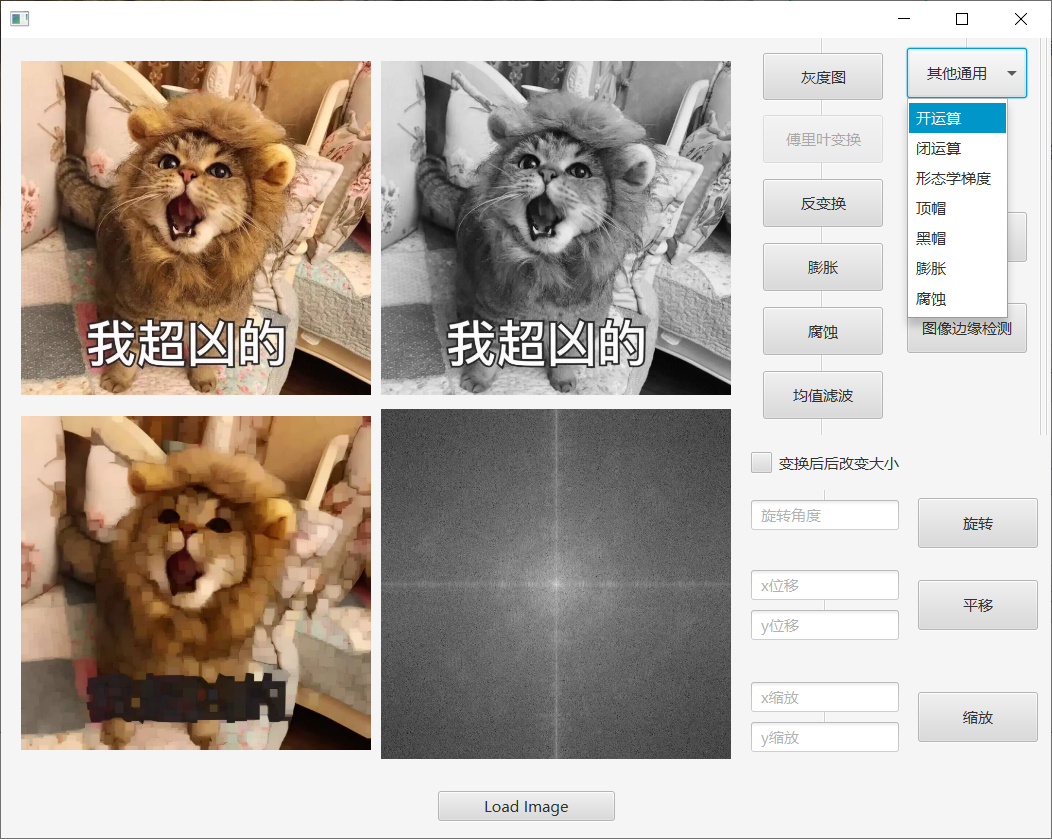 灰度图
其他通用
开运算
傅里叶变换
闭运算
形态学梯度
反变换
顶帽
黑帽
膨胀
膨胀
腐蚀
腐蚀
图像边缘检测
我超凶的
我超凶的
均值滤波
变换后后改变大小
旋转角度
旋转
x位移
平移
y位移
x缩放
缩放
y缩放
Load Image